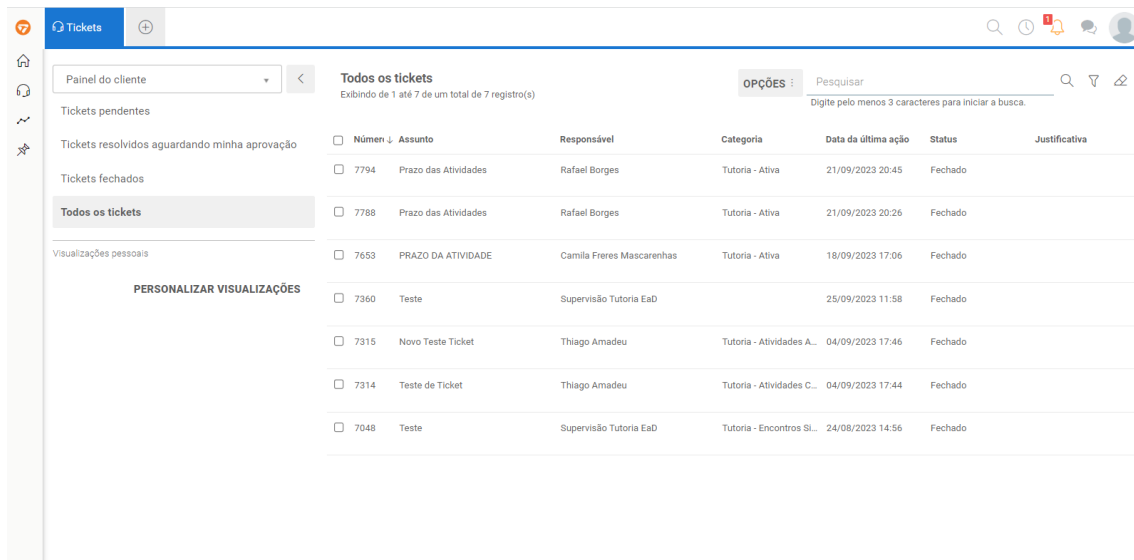 Tickets
1
Painel do cliente
Tickets pendentes
Tickets resolvidos aguardando minha aprovação
Tickets fechados
Todos os tickets
Visualizações pessoais
PERSONALIZAR VISUALIZAÇÕES
Todos os tickets
Exibindo de 1 até 7 de um total de 7 registro(s)
OPÇÕES
Pesquisar
Digite pelo menos 3 caracteres para iniciar a busca.
Númer Assunto Responsável Categoria Data da última ação Status Justificativa
7794 Prazo das Atividades Rafael Borges Tutoria - Ativa 21/09/2023 20:45 Fechado
7788 Prazo das Atividades Rafael Borges Tutoria - Ativa 21/09/2023 20:26 Fechado
7653 PRAZO DA ATIVIDADE Camila Freres Mascarenhas Tutoria - Ativa 18/09/2023 17:06 Fechado
7360 Teste Supervisão Tutoria EaD 25/09/2023 11:58 Fechado
7315 Novo Teste Ticket Thiago Amadeu Tutoria - Atividades A... 04/09/2023 17:46 Fechado
7314 Teste de Ticket Thiago Amadeu Tutoria - Atividades C... 04/09/2023 17:44 Fechado
7048 Teste Supervisão Tutoria EaD Tutoria - Encontros Si... 24/08/2023 14:56 Fechado